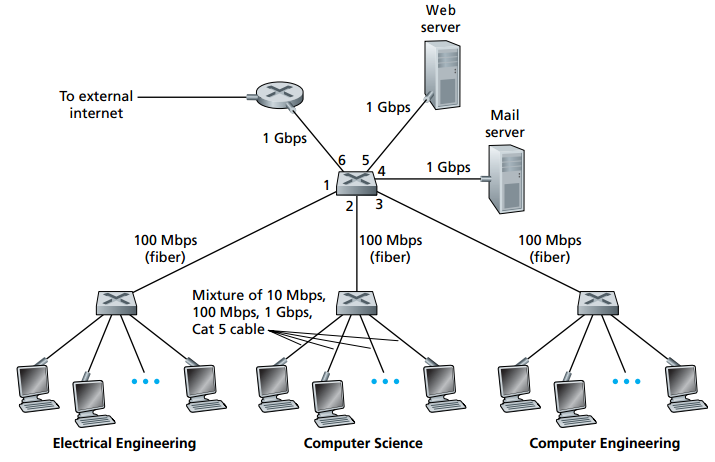 Web
server
To external
internet
1 Gbps
Mail
server
1 Gbps
1 Gbps
6
5
4
1
2
3
100 Mbps
(fiber)
100 Mbps
(fiber)
100 Mbps
(fiber)
Mixture of 10 Mbps,
100 Mbps, 1 Gbps,
Cat 5 cable
Electrical Engineering
Computer Science
Computer Engineering